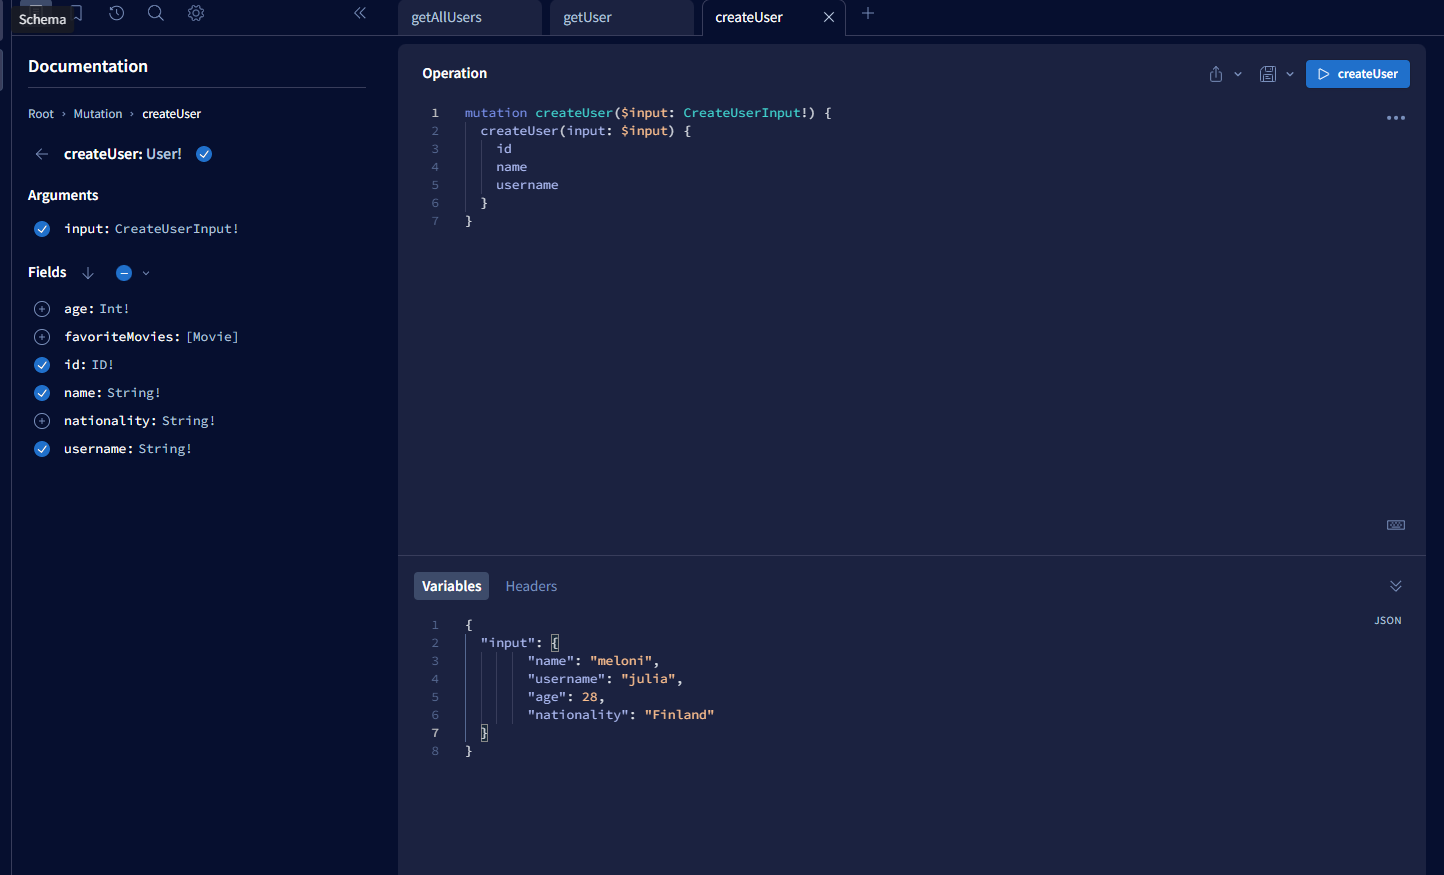 Schema
getAllUsers
getUser
createUser
Documentation
Root › Mutation › createUser
createUser: User!
Arguments
input: CreateUserInput!
Fields
age: Int!
favoriteMovies: [Movie]
id: ID!
name: String!
nationality: String!
username: String!
Operation
createUser
1 mutation createUser($input: CreateUserInput!) {
2 createUser(input: $input) {
3 id
4 name
5 username
6 }
7 }
Variables Headers
JSON
1 {
2 "input": {
3 "name": "meloni",
4 "username": "julia",
5 "age": 28,
6 "nationality": "Finland"
7 }
8 }